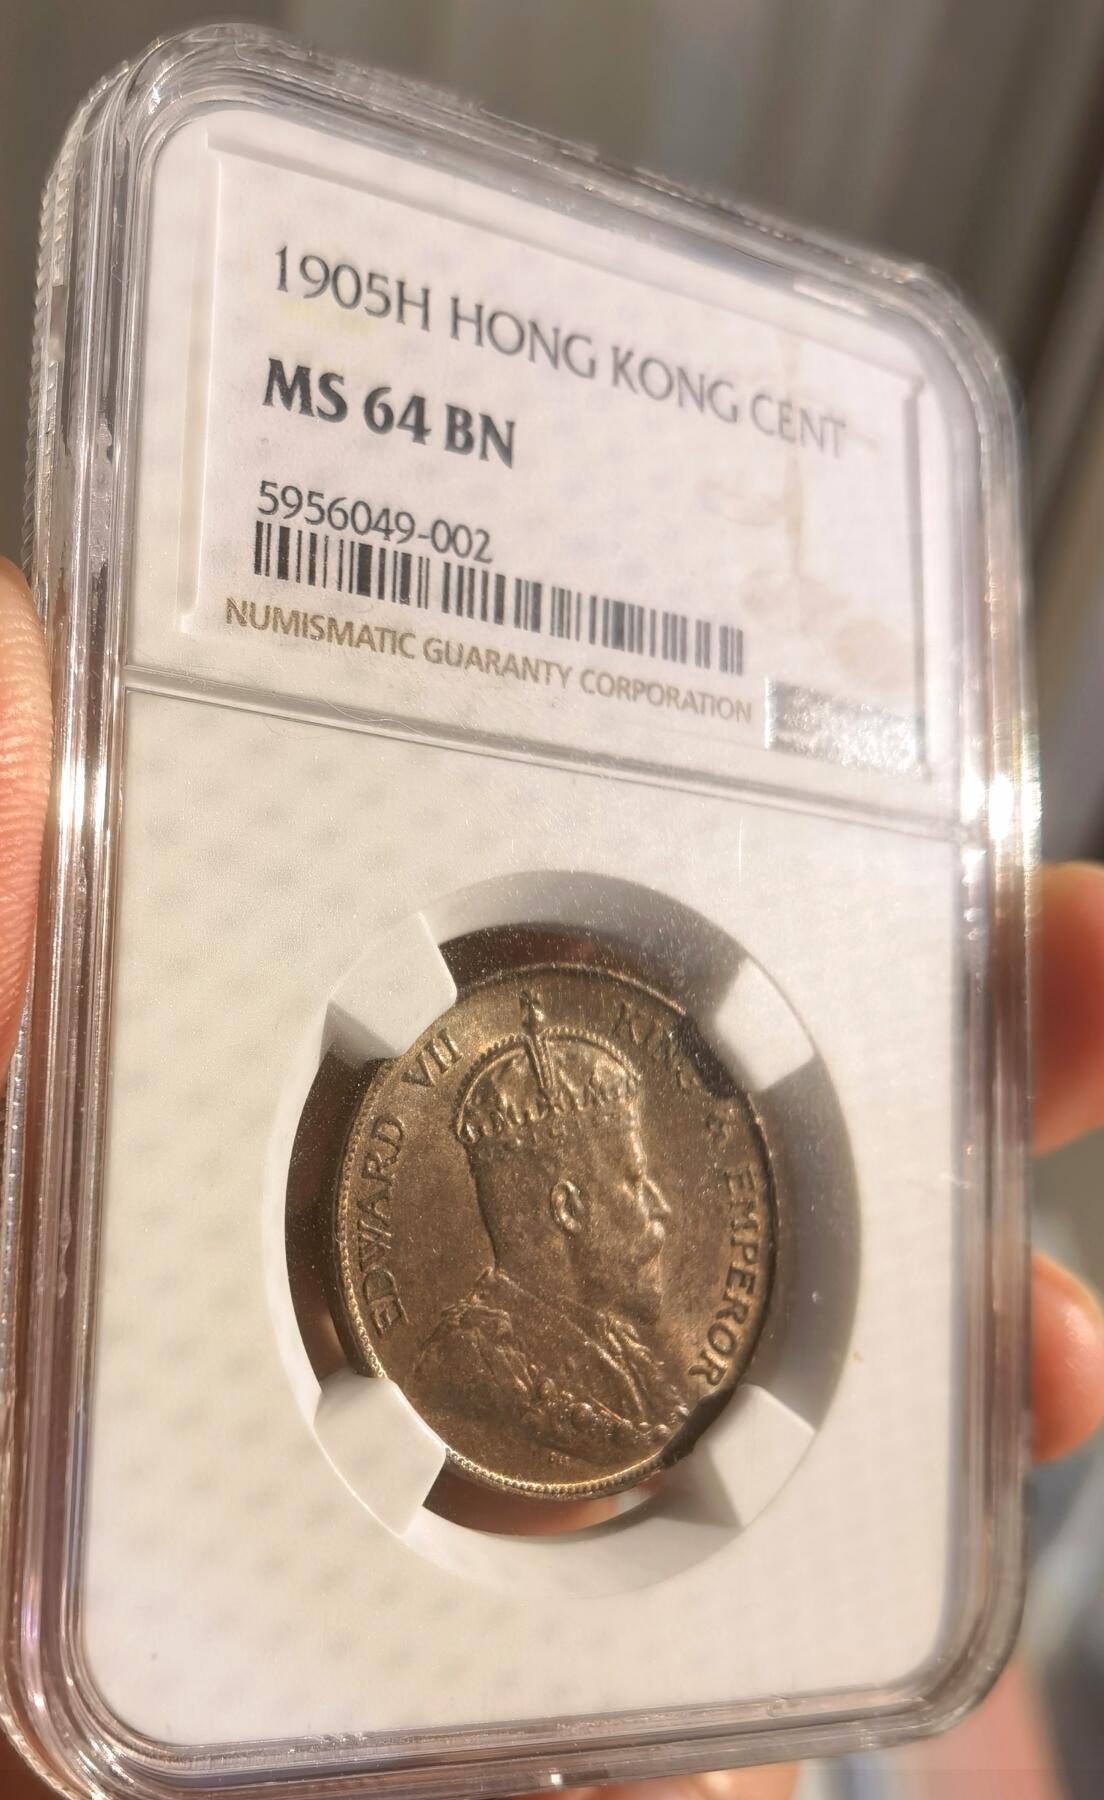 1905H HONG KONG CENT
MS 64 BN
5956049-002
NUMISMATIC GUARANTY CORPORATION
EDWARD VII KING & EMPEROR